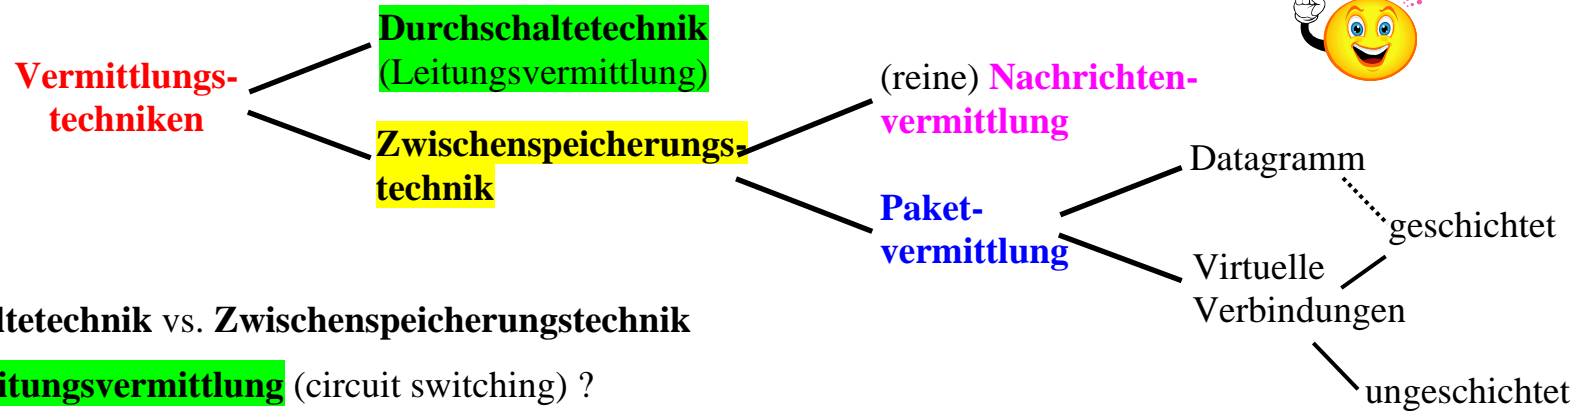 Durchschaltetechnik
(Leitungsvermittlung)
Vermittlungs-
techniken
(reine) Nachrichten-
vermittlung
Zwischenspeicherungs-
technik
Datagramm
Paket-
vermittlung
geschichtet
Virtuelle
Verbindungen
ltetechnik vs. Zwischenspeicherungstechnik
itungsvermittlung (circuit switching) ?
ungeschichtet